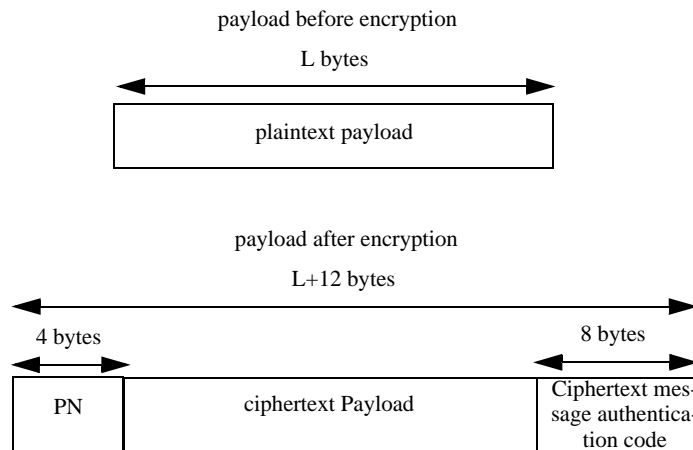 payload before encryption
L bytes
plaintext payload
payload after encryption
L+12 bytes
4 bytes
8 bytes
PN
ciphertext Payload
Ciphertext mes-
sage authentica-
tion code